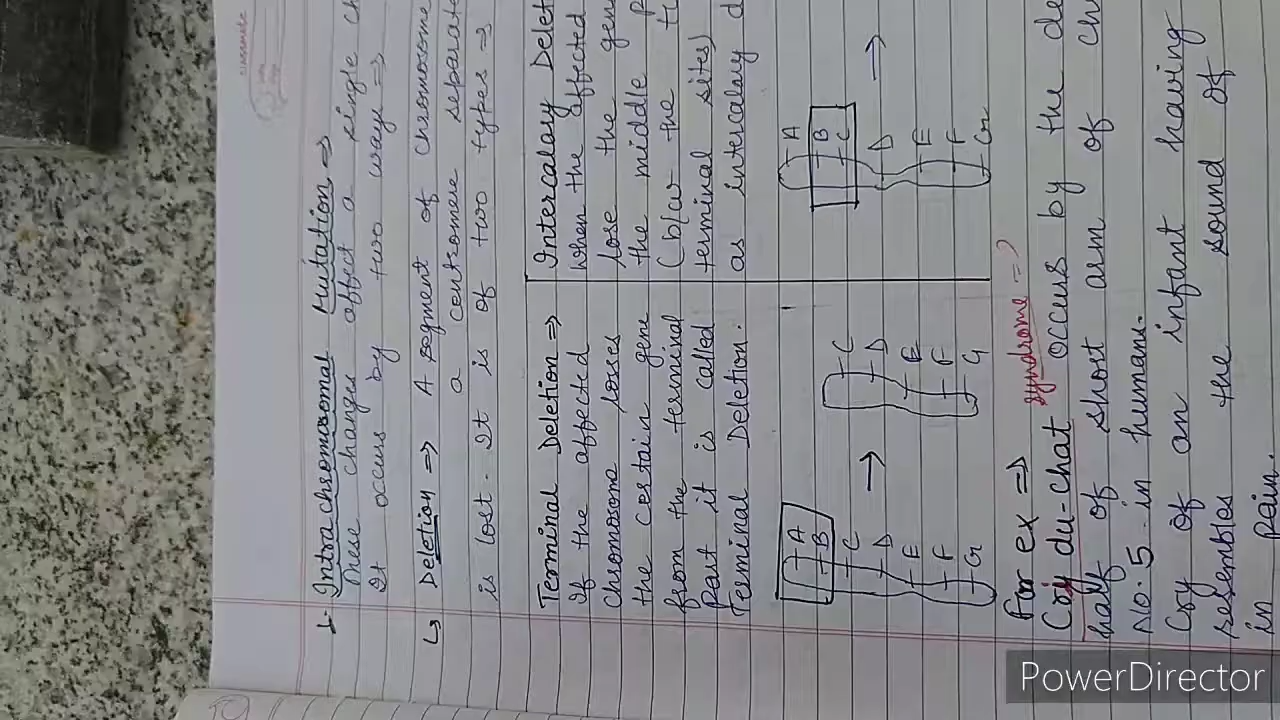 Intrachromosomal Mutation ⇒
These changes affect a single ch
It occurs by two ways ⇒
↳ Deletion ⇒ A segment of chromosome
a centromere separate
is lost. It is of two types ⇒
Terminal Deletion ⇒
If the affected
chromosome losses
the certain gene
from the terminal
Part it is called
Terminal Deletion.
Intercalary Delet
When the affected
lose the gen
the middle p
(b/w the t
terminal sites)
as intercalary d
A
B
C
D
E
F
G
→
C
D
E
F
G
A
B
C
D
E
F
G
→
For ex ⇒
Cri du-chat syndrome ⇒ occurs by the de
half of short arm of ch
No. 5 in humans.
Cry of an infant having
resembles the sound of
in pain.
classmate
PowerDirector